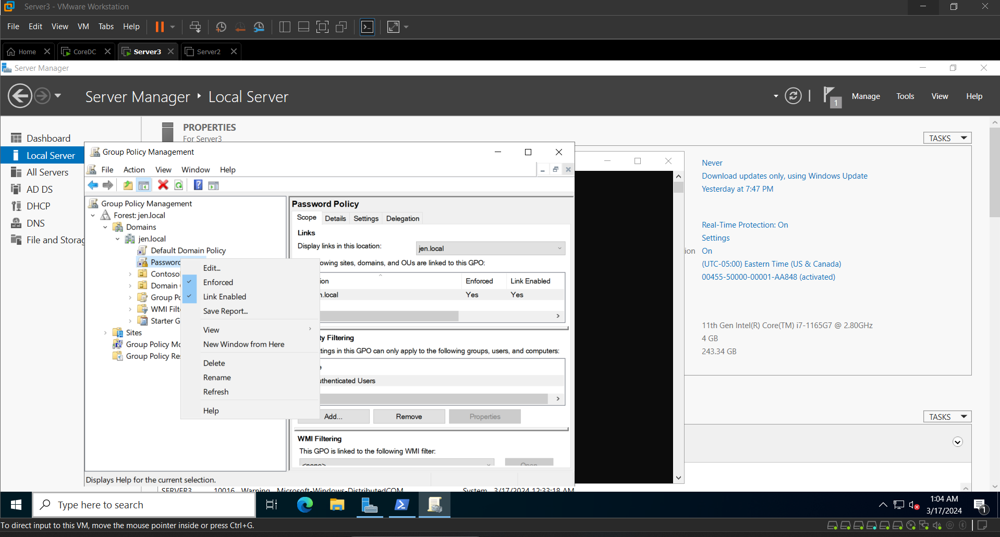 Server3 - VMware Workstation
File Edit View VM Tabs Help
Home CoreDC Server3 Server2
Server Manager
Server Manager Local Server
1 Manage Tools View Help
Dashboard
Local Server
All Servers
AD DS
DHCP
DNS
File and Storag
PROPERTIES
For Server3
TASKS
Group Policy Management
File Action View Window Help
Group Policy Management
Forest: jen.local
Domains
jen.local
Default Domain Policy
Password
Contoso
Domain
Group Po
WMI Filt
Starter G
Sites
Group Policy Mo
Group Policy Res
Edit...
Enforced
Link Enabled
Save Report...
View
New Window from Here
Delete
Rename
Refresh
Help
Password Policy
Scope Details Settings Delegation
Links
Display links in this location: jen.local
owing sites, domains, and OUs are linked to this GPO:
ion Enforced Link Enabled
n.local Yes Yes
ty Filtering
tings in this GPO can only apply to the following groups, users, and computers:
e
uthenticated Users
Add... Remove Properties
WMI Filtering
This GPO is linked to the following WMI filter:
<none> Open
Displays Help for the current selection.
Never
Download updates only, using Windows Update
Yesterday at 7:47 PM
Real-Time Protection: On
Settings
ion On
(UTC-05:00) Eastern Time (US & Canada)
00455-50000-00001-AA848 (activated)
11th Gen Intel(R) Core(TM) i7-1165G7 @ 2.80GHz
4 GB
243.34 GB
TASKS
SERVER3 10016 Warning Microsoft-Windows-DistributedCOM System 3/17/2024 12:33:18 AM
Type here to search
1:04 AM
3/17/2024
1
To direct input to this VM, move the mouse pointer inside or press Ctrl+G.